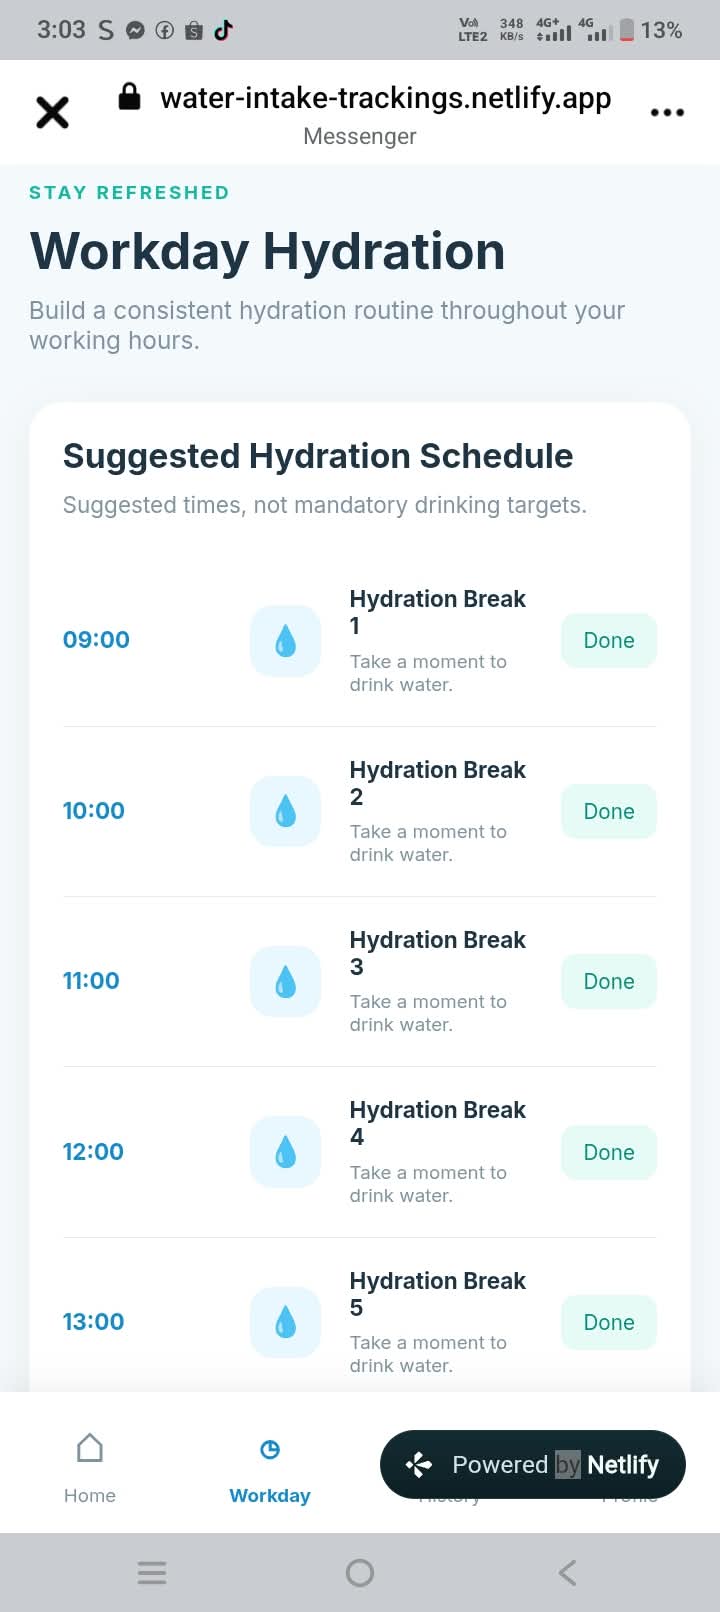 3:03
Vo)) LTE2 348 KB/s 4G+ 4G 13%
water-intake-trackings.netlify.app
Messenger
STAY REFRESHED
Workday Hydration
Build a consistent hydration routine throughout your
working hours.
Suggested Hydration Schedule
Suggested times, not mandatory drinking targets.
09:00
Hydration Break
1
Take a moment to
drink water.
Done
10:00
Hydration Break
2
Take a moment to
drink water.
Done
11:00
Hydration Break
3
Take a moment to
drink water.
Done
12:00
Hydration Break
4
Take a moment to
drink water.
Done
13:00
Hydration Break
5
Take a moment to
drink water.
Done
Home
Workday
Powered by Netlify
History
Profile